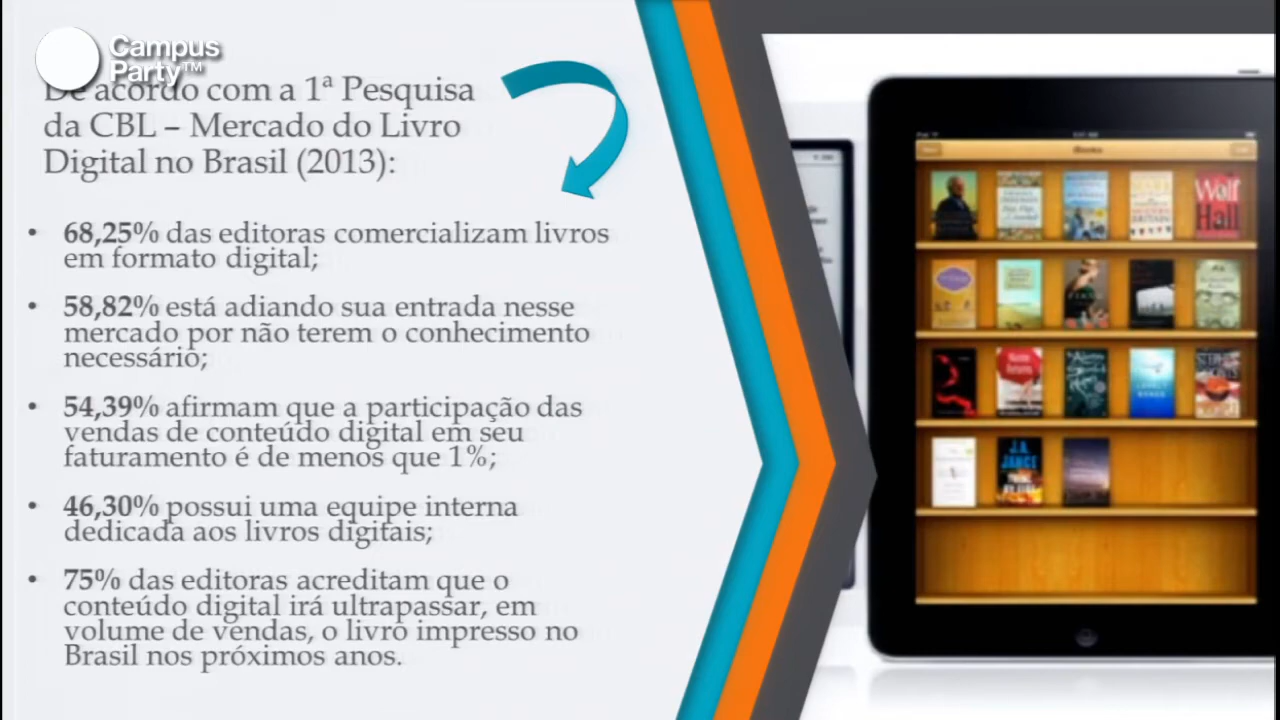 Campus
Party™
De acordo com a 1ª Pesquisa
da CBL – Mercado do Livro
Digital no Brasil (2013):
• 68,25% das editoras comercializam livros
em formato digital;
• 58,82% está adiando sua entrada nesse
mercado por não terem o conhecimento
necessário;
• 54,39% afirmam que a participação das
vendas de conteúdo digital em seu
faturamento é de menos que 1%;
• 46,30% possui uma equipe interna
dedicada aos livros digitais;
• 75% das editoras acreditam que o
conteúdo digital irá ultrapassar, em
volume de vendas, o livro impresso no
Brasil nos próximos anos.
Wolf
Hall
J.A.
JANCE